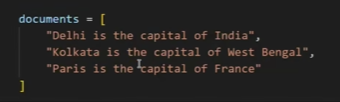 documents = [
    "Delhi is the capital of India",
    "Kolkata is the capital of West Bengal",
    "Paris is the capital of France"
]